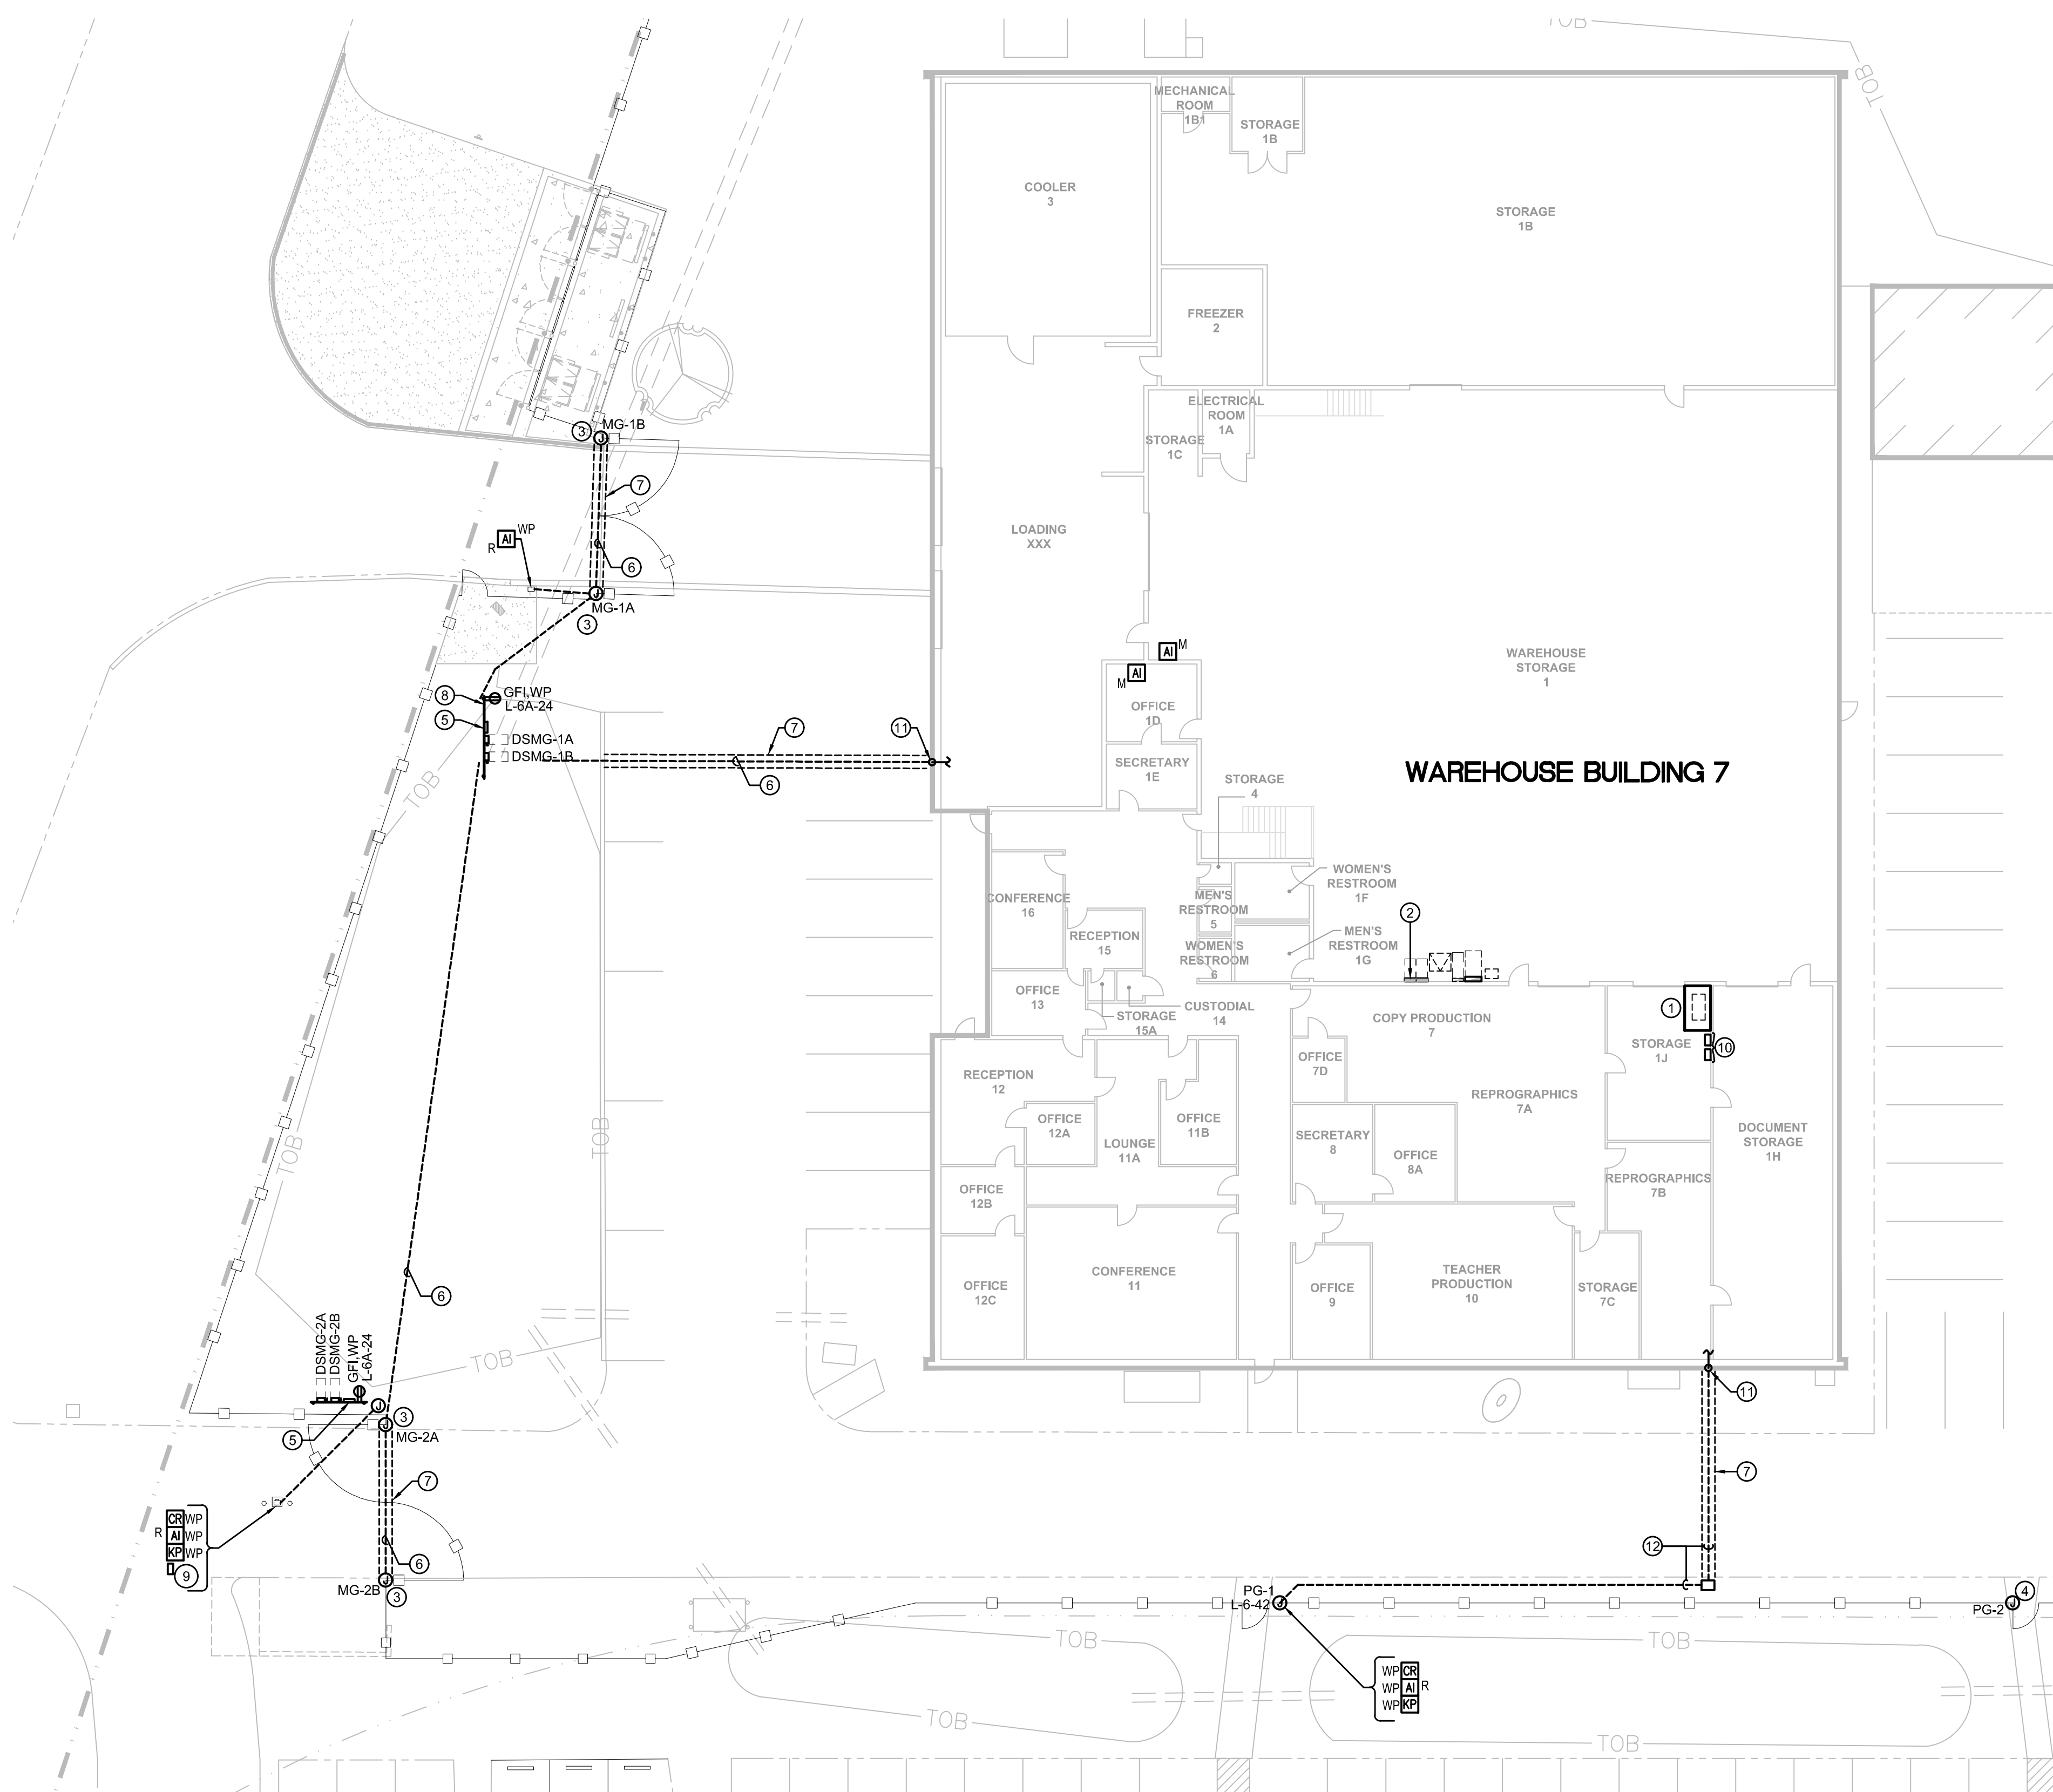 TOB
TOB
MECHANICAL
ROOM
1B1
STORAGE
1B
COOLER
3
STORAGE
1B
FREEZER
2
ELECTRICAL
ROOM
1A
STORAGE
1C
3
MG-1B
7
LOADING
XXX
R
AI
WP
6
MG-1A
3
AI
M
M
AI
WAREHOUSE
STORAGE
1
8
GFI,WP
L-6A-24
5
DSMG-1A
DSMG-1B
OFFICE
1D
7
11
6
SECRETARY
1E
WAREHOUSE BUILDING 7
STORAGE
4
TOB
WOMEN'S
RESTROOM
1F
CONFERENCE
16
MEN'S
RESTROOM
5
2
RECEPTION
15
MEN'S
RESTROOM
1G
WOMEN'S
RESTROOM
6
OFFICE
13
CUSTODIAL
14
STORAGE
15A
COPY PRODUCTION
7
1
STORAGE
1J
10
OFFICE
7D
RECEPTION
12
REPROGRAPHICS
7A
OFFICE
12A
OFFICE
11B
LOUNGE
11A
SECRETARY
8
OFFICE
8A
DOCUMENT
STORAGE
1H
TOB
TOB
OFFICE
12B
REPROGRAPHICS
7B
CONFERENCE
11
OFFICE
12C
OFFICE
9
TEACHER
PRODUCTION
10
STORAGE
7C
6
DSMG-2A
DSMG-2B
GFI,WP
L-6A-24
TOB
3
MG-2A
5
11
7
7
CR WP
R AI WP
KP WP
9
6
12
MG-2B
3
PG-1
L-6-42
4
PG-2
TOB
TOB
WP CR
WP AI R
WP KP
TOB
TOB